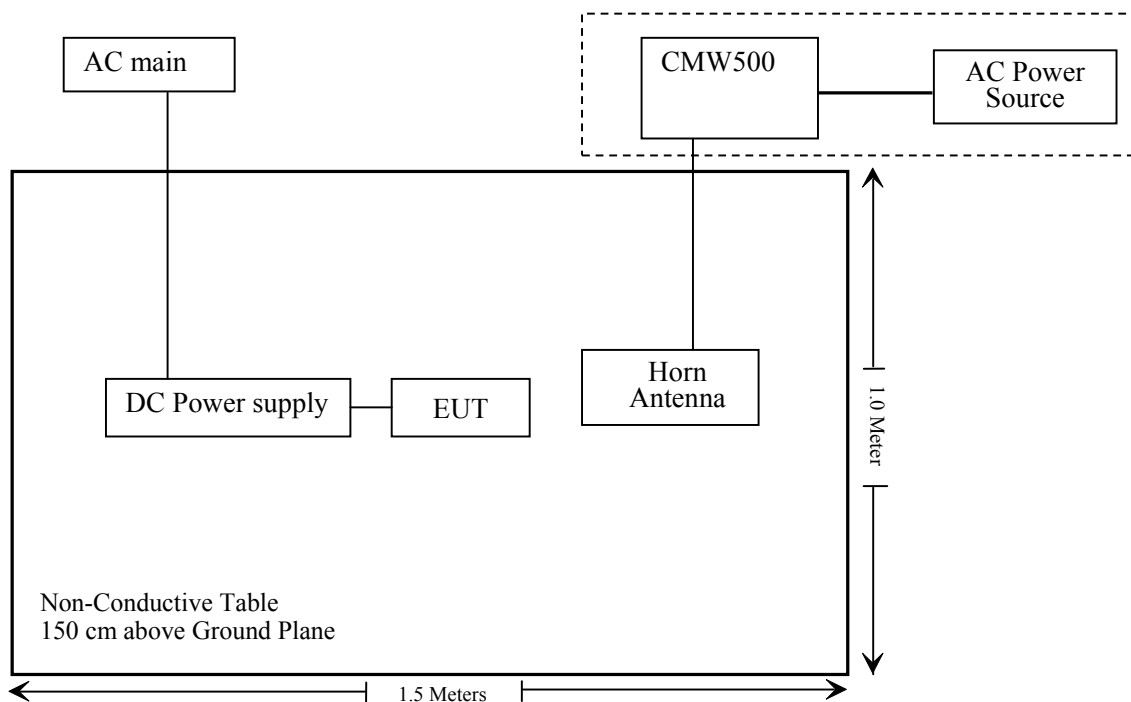 AC main
CMW500
AC Power
Source
Horn
Antenna
DC Power supply
EUT
1.0 Meter
Non-Conductive Table
150 cm above Ground Plane
1.5 Meters